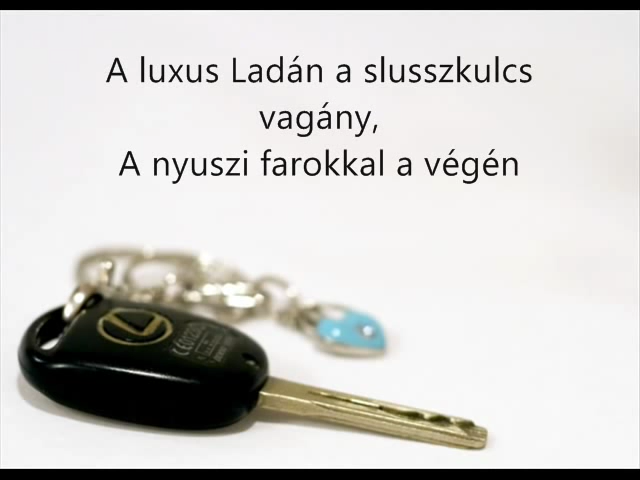 A luxus Ladán a slusszkulcs
vagány,
A nyuszi farokkal a végén